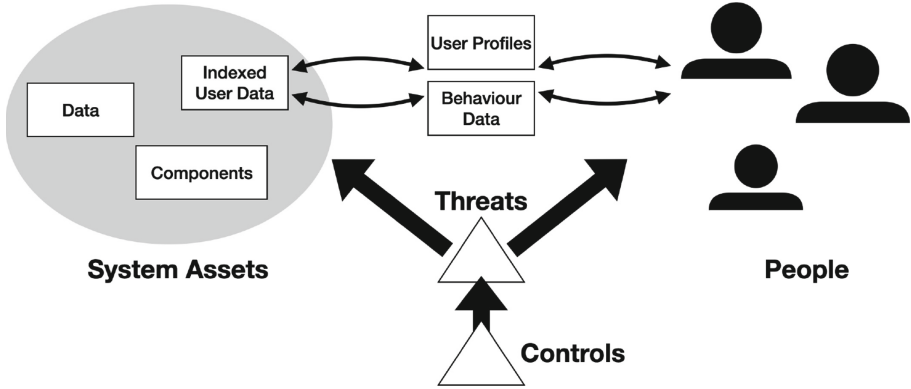 User Profiles
Indexed
User Data
Behaviour
Data
Data
Components
Threats
System Assets
People
Controls